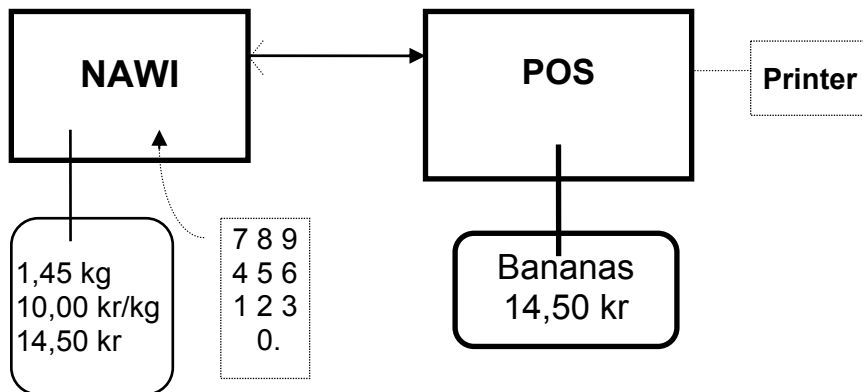 NAWI
POS
Printer
1,45 kg
10,00 kr/kg
14,50 kr
7 8 9
4 5 6
1 2 3
0.
Bananas
14,50 kr